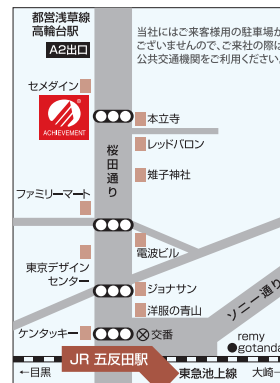 都営浅草線
高輪台駅
A2出口
当社にはご来客様用の駐車場が
ございませんので、ご来社の際は
公共交通機関をご利用ください。
セメダイン
ACHIEVEMENT
本立寺
レッドバロン
桜田通り
雉子神社
ファミリーマート
電波ビル
東京デザイン
センター
ジョナサン
ソニー通り
洋服の青山
ケンタッキー
交番
remy
gotanda
JR 五反田駅
←目黒
東急池上線
大崎→